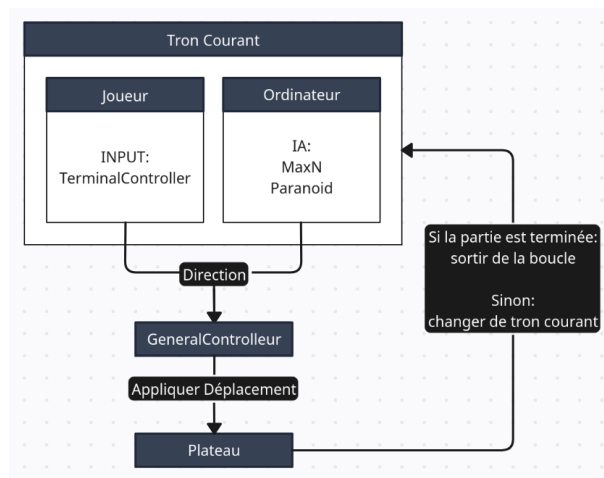 Tron Courant
Joueur
INPUT:
TerminalController
Ordinateur
IA:
MaxN
Paranoid
Direction
GeneralControlleur
Appliquer Déplacement
Plateau
Si la partie est terminée:
sortir de la boucle
Sinon:
changer de tron courant